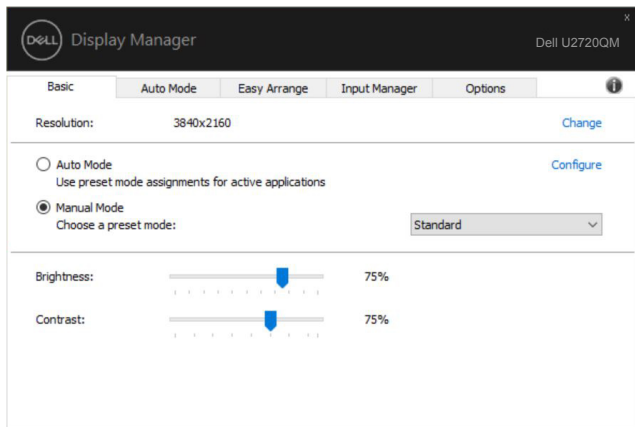 x
DELL Display Manager
Dell U2720QM
Basic Auto Mode Easy Arrange Input Manager Options i
Resolution: 3840x2160 Change
Auto Mode Configure
Use preset mode assignments for active applications
Manual Mode
Choose a preset mode: Standard
Brightness: 75%
Contrast: 75%